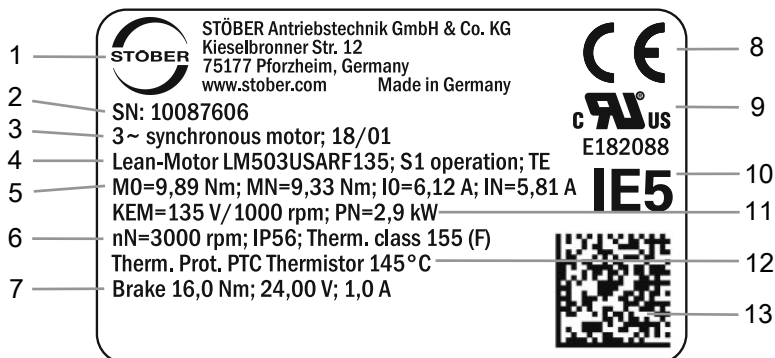 STÖBER Antriebstechnik GmbH & Co. KG
Kieselbronner Str. 12
75177 Pforzheim, Germany
www.stober.com Made in Germany
STÖBER
SN: 10087606
3~ synchronous motor; 18/01
Lean-Motor LM503USARF135; S1 operation; TE
M0=9,89 Nm; MN=9,33 Nm; I0=6,12 A; IN=5,81 A
KEM=135 V/1000 rpm; PN=2,9 kW
nN=3000 rpm; IP56; Therm. class 155 (F)
Therm. Prot. PTC Thermistor 145°C
Brake 16,0 Nm; 24,00 V; 1,0 A
CE
c RU ® US
E182088
IE5
1
2
3
4
5
6
7
8
9
10
11
12
13